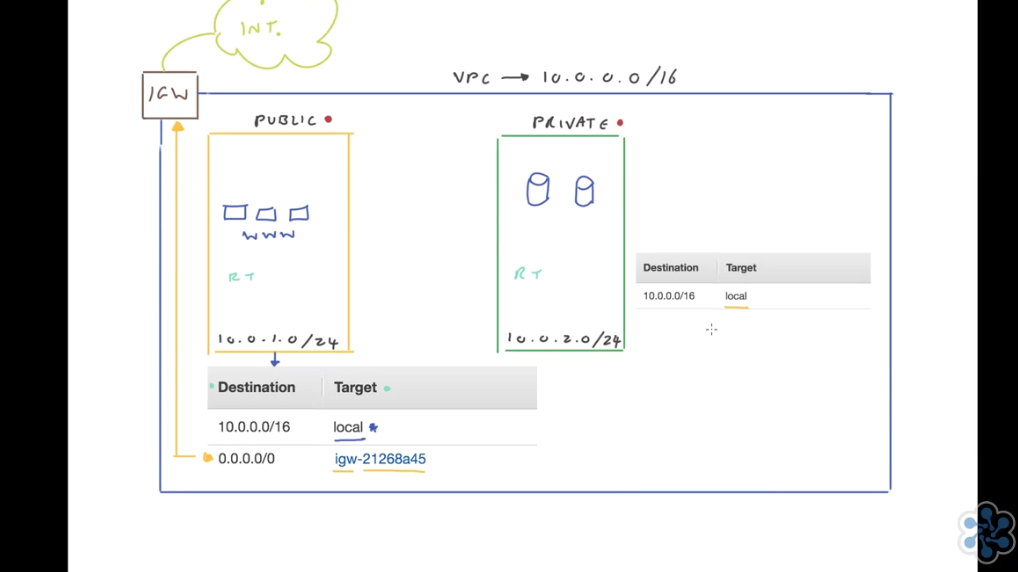 INT.
IGW
VPC → 10.0.0.0/16
PUBLIC
PRIVATE
WWW
RT
RT
Destination Target
10.0.0.0/16 local
10.0.1.0/24
10.0.2.0/24
Destination Target
10.0.0.0/16 local
0.0.0.0/0 igw-21268a45